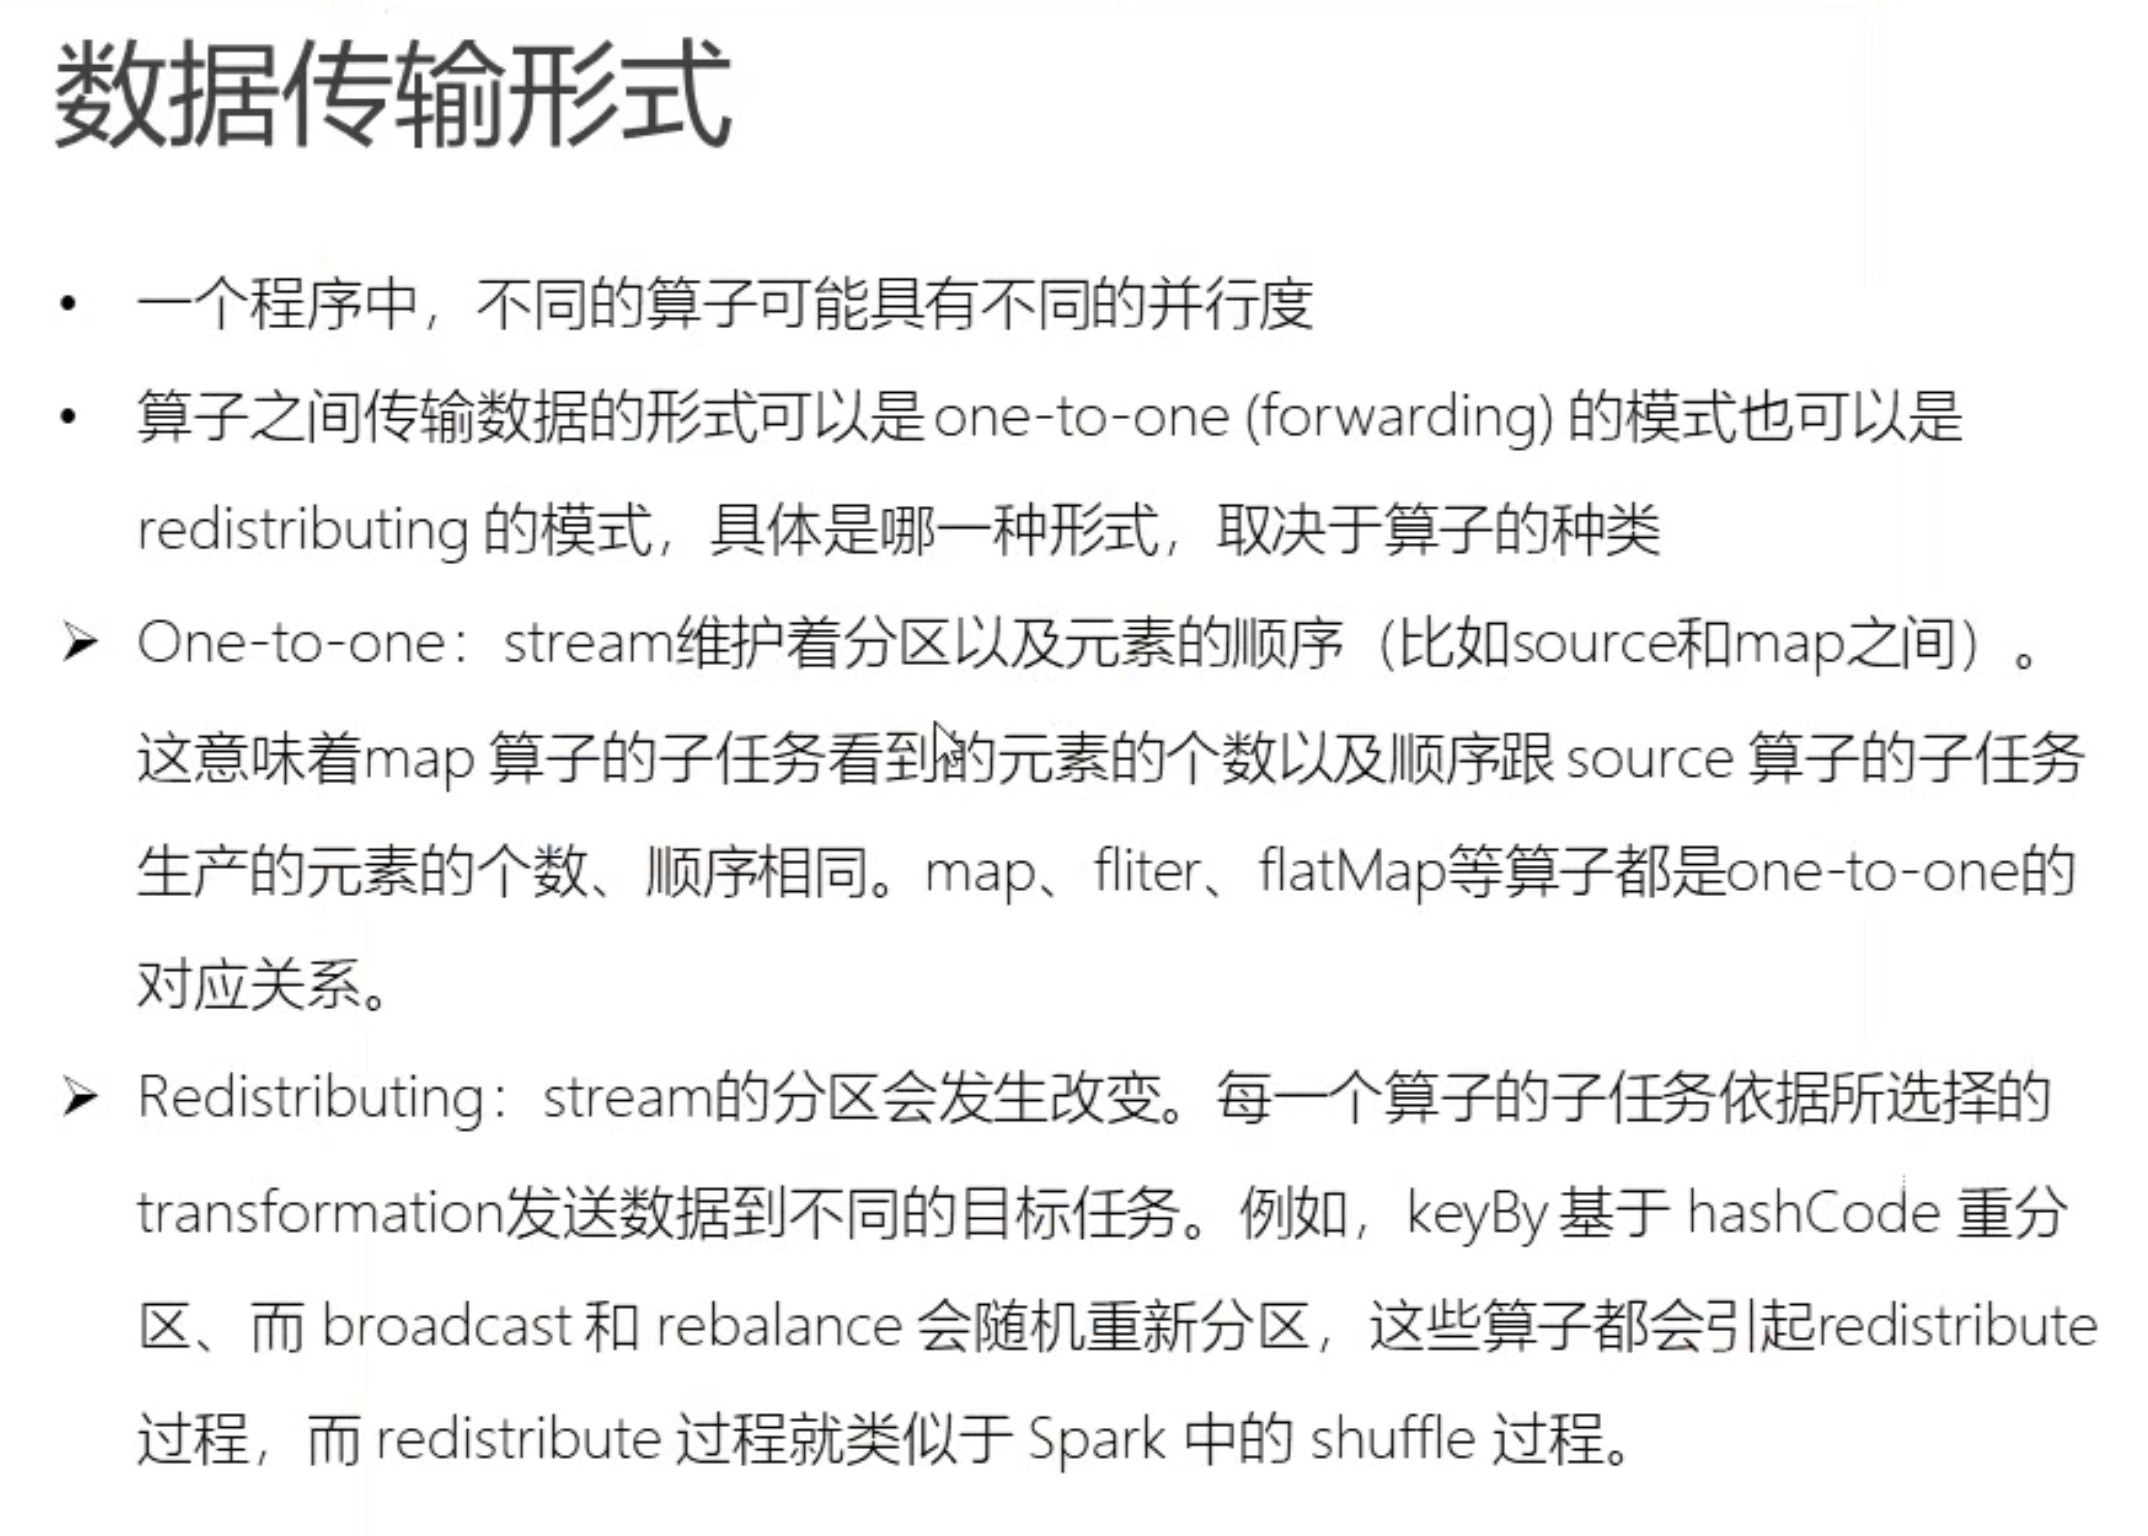 数据传输形式
• 一个程序中，不同的算子可能具有不同的并行度
• 算子之间传输数据的形式可以是 one-to-one (forwarding) 的模式也可以是
redistributing 的模式，具体是哪一种形式，取决于算子的种类
➢ One-to-one：stream维护着分区以及元素的顺序（比如source和map之间）。
这意味着map 算子的子任务看到的元素的个数以及顺序跟 source 算子的子任务
生产的元素的个数、顺序相同。map、fliter、flatMap等算子都是one-to-one的
对应关系。
➢ Redistributing：stream的分区会发生改变。每一个算子的子任务依据所选择的
transformation发送数据到不同的目标任务。例如，keyBy 基于 hashCode 重分
区、而 broadcast 和 rebalance 会随机重新分区，这些算子都会引起redistribute
过程，而 redistribute 过程就类似于 Spark 中的 shuffle 过程。